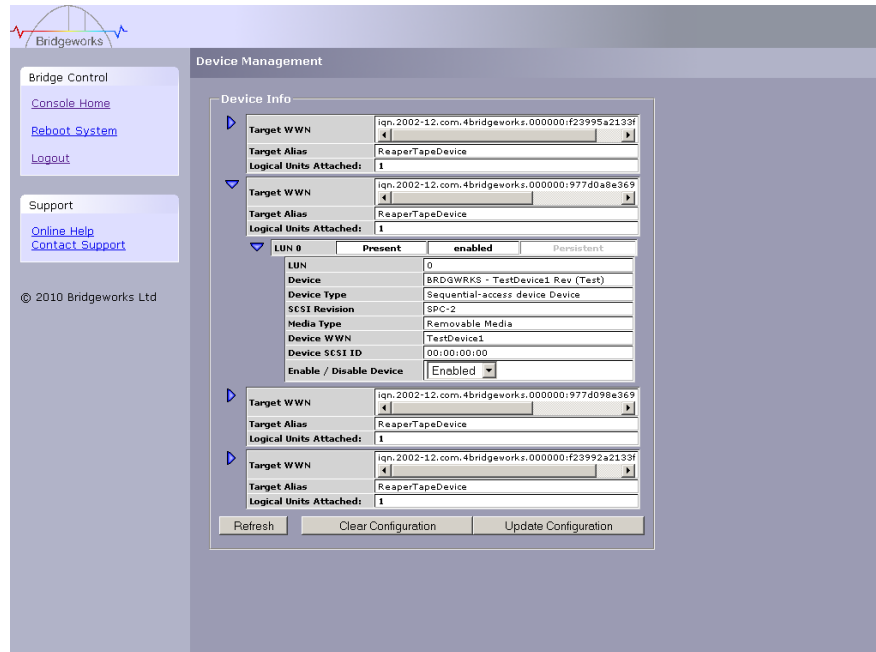 Bridgeworks
Device Management
Bridge Control
Console Home
Reboot System
Logout
Support
Online Help
Contact Support
© 2010 Bridgeworks Ltd
Device Info
Target WWN iqn.2002-12.com.4bridgeworks.000000:f23995a2133f
Target Alias ReaperTapeDevice
Logical Units Attached: 1
Target WWN iqn.2002-12.com.4bridgeworks.000000:977d0a8e369
Target Alias ReaperTapeDevice
Logical Units Attached: 1
LUN 0 Present enabled Persistent
LUN 0
Device BRDGWRKS - TestDevice1 Rev (Test)
Device Type Sequential-access device Device
SCSI Revision SPC-2
Media Type Removable Media
Device WWN TestDevice1
Device SCSI ID 00:00:00:00
Enable / Disable Device Enabled
Target WWN iqn.2002-12.com.4bridgeworks.000000:977d098e369
Target Alias ReaperTapeDevice
Logical Units Attached: 1
Target WWN iqn.2002-12.com.4bridgeworks.000000:f23992a2133f
Target Alias ReaperTapeDevice
Logical Units Attached: 1
Refresh Clear Configuration Update Configuration